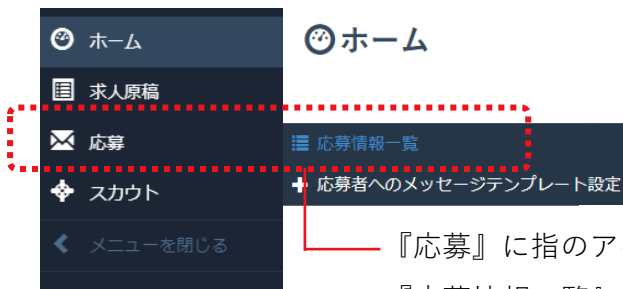 ホーム
求人原稿
応募
スカウト
メニューを閉じる
ホーム
応募情報一覧
応募者へのメッセージテンプレート設定
『応募』に指のア